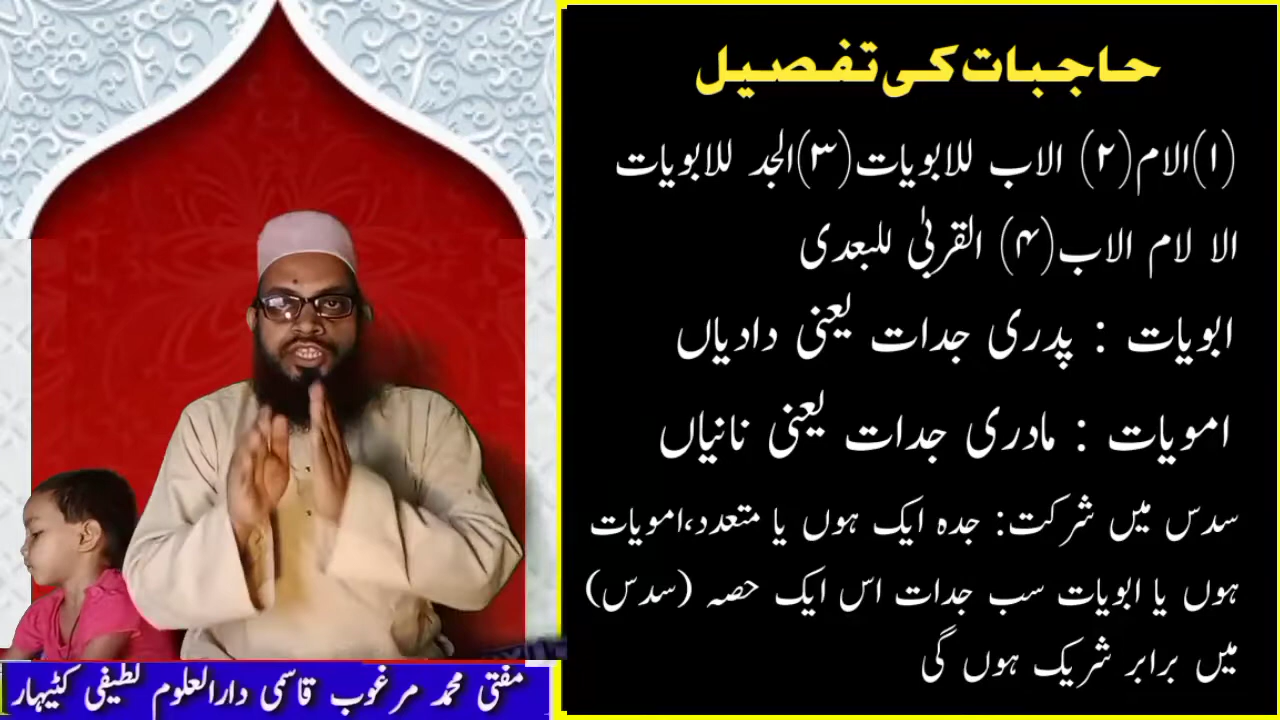 حاجبات کی تفصیل
(۱)الام(۲) الاب للابویات(۳)الجد للابویات
الا لام الاب(۴) القربیٰ للبعدی
ابویات : پدری جدات یعنی دادیاں
امویات : مادری جدات یعنی نانیاں
سدس میں شرکت: جدہ ایک ہوں یا متعدد،امویات
ہوں یا ابویات سب جدات اس ایک حصہ (سدس)
میں برابر شریک ہوں گی
مفتی محمد مرغوب قاسمی دارالعلوم لطیفی کٹیہار